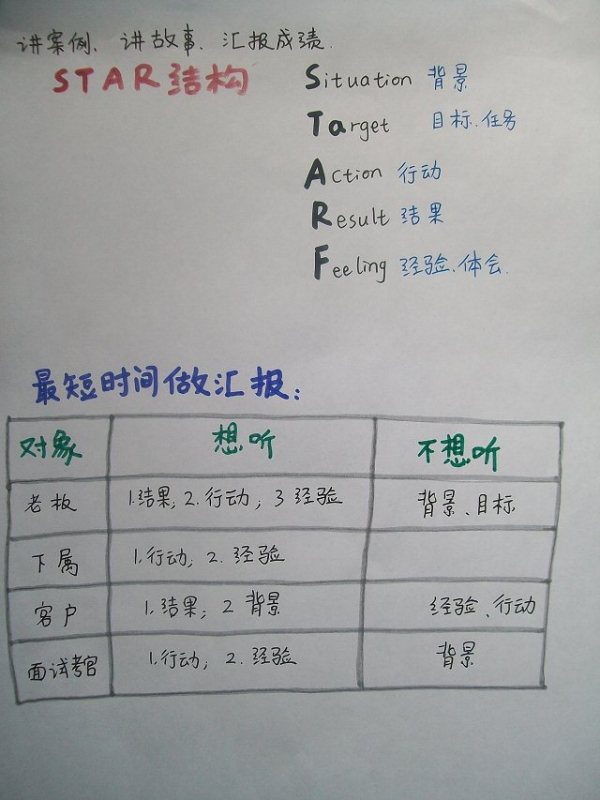 讲案例、讲故事、汇报成绩.
STAR结构
Situation 背景
Target 目标.任务
Action 行动
Result 结果
Feeling 经验.体会.
最短时间做汇报:
对象 想听 不想听
老板 1.结果; 2.行动; 3 经验 背景、目标
下属 1.行动; 2.经验
客户 1.结果; 2 背景 经验、行动
面试考官 1.行动; 2.经验 背景